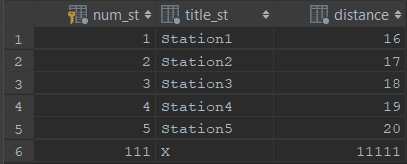 num_st title_st distance
1 1 Station1 16
2 2 Station2 17
3 3 Station3 18
4 4 Station4 19
5 5 Station5 20
6 111 X 11111